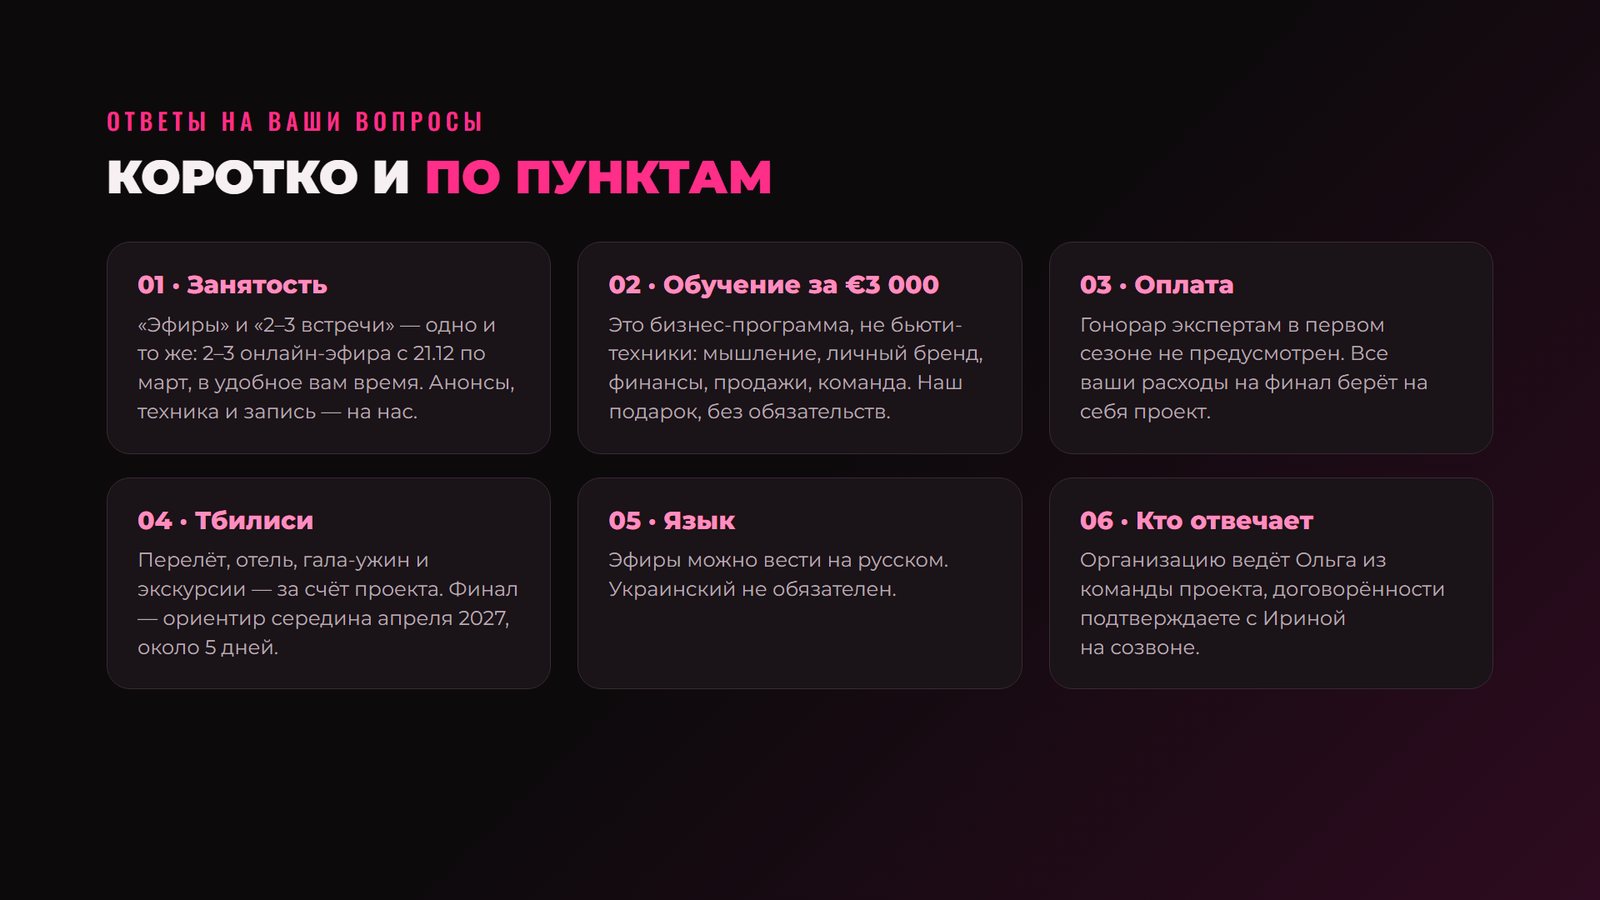 ОТВЕТЫ НА ВАШИ ВОПРОСЫ
КОРОТКО И ПО ПУНКТАМ
01 · Занятость
«Эфиры» и «2–3 встречи» — одно и
то же: 2–3 онлайн-эфира с 21.12 по
март, в удобное вам время. Анонсы,
техника и запись — на нас.
02 · Обучение за €3 000
Это бизнес-программа, не бьюти-
техники: мышление, личный бренд,
финансы, продажи, команда. Наш
подарок, без обязательств.
03 · Оплата
Гонорар экспертам в первом
сезоне не предусмотрен. Все
ваши расходы на финал берёт на
себя проект.
04 · Тбилиси
Перелёт, отель, гала-ужин и
экскурсии — за счёт проекта. Финал
— ориентир середина апреля 2027,
около 5 дней.
05 · Язык
Эфиры можно вести на русском.
Украинский не обязателен.
06 · Кто отвечает
Организацию ведёт Ольга из
команды проекта, договорённости
подтверждаете с Ириной
на созвоне.